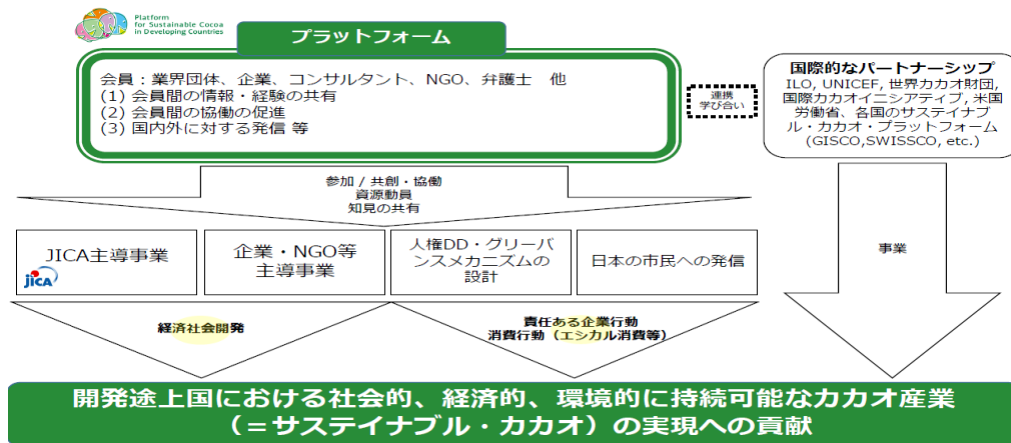 Platform
for Sustainable Cocoa
in Developing Countries
プラットフォーム
会員：業界団体、企業、コンサルタント、NGO、弁護士　他
(1) 会員間の情報・経験の共有
(2) 会員間の協働の促進
(3) 国内外に対する発信 等
連携
学び合い
国際的なパートナーシップ
ILO, UNICEF, 世界カカオ財団,
国際カカオイニシアティブ, 米国
労働省、各国のサステイナブ
ル・カカオ・プラットフォーム
(GISCO,SWISSCO, etc.)
参加 / 共創・協働
資源動員
知見の共有
JICA主導事業
jica
企業・NGO等
主導事業
人権DD・グリーバ
ンスメカニズムの
設計
日本の市民への発信
事業
経済社会開発
責任ある企業行動
消費行動（エシカル消費等）
開発途上国における社会的、経済的、環境的に持続可能なカカオ産業
（＝サステイナブル・カカオ）の実現への貢献